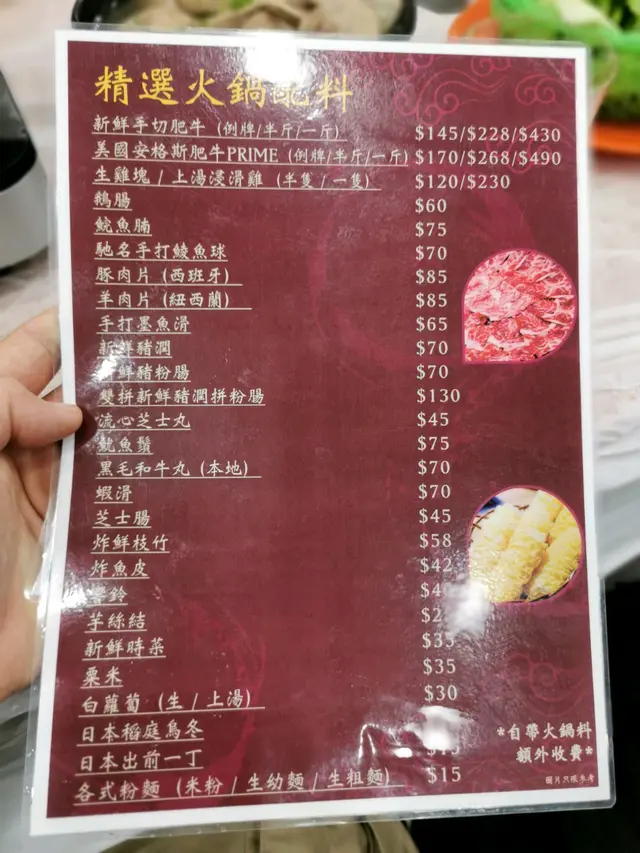 精選火鍋配料
新鮮手切肥牛 (例牌/半斤/一斤) $145/$228/$430
美國安格斯肥牛PRIME (例牌/半斤/一斤) $170/$268/$490
生雞塊 / 上湯浸滑雞 (半隻 / 一隻) $120/$230
鵝腸 $60
鯇魚腩 $75
馳名手打鯪魚球 $70
豚肉片 (西班牙) $85
羊肉片 (紐西蘭) $85
手打墨魚滑 $65
新鮮豬潤 $70
鮮豬粉腸 $70
雙拼新鮮豬潤拼粉腸 $130
流心芝士丸 $45
魷魚鬚 $75
黑毛和牛丸 (本地) $70
蝦滑 $70
芝士腸 $45
炸鮮枝竹 $58
炸魚皮 $42
鈴
芋絲結
新鮮時菜 $35
粟米 $35
白蘿蔔 (生 / 上湯) $30
日本稻庭烏冬
日本出前一丁
各式粉麵 (米粉 / 生幼麵 / 生粗麵) $15
*自帶火鍋料
額外收費*
圖片只限參考